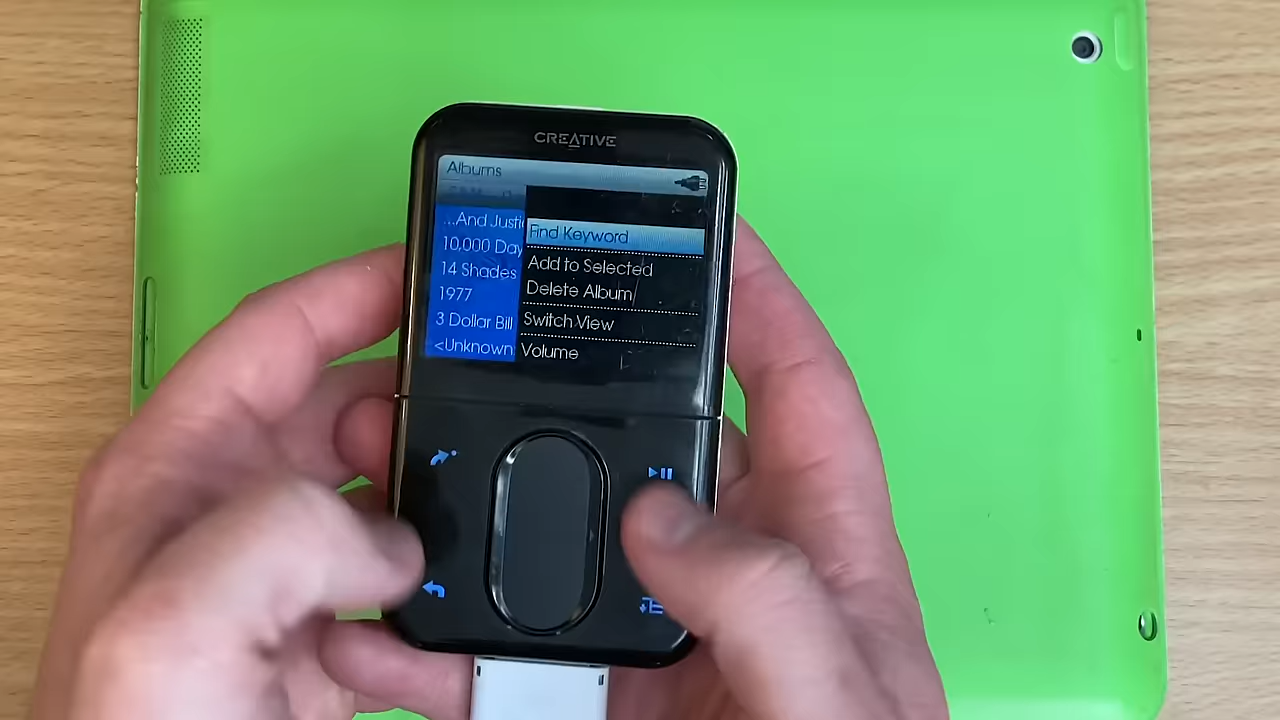 CREATIVE
Albums
...And Justi
10,000 Day
14 Shades
1977
3 Dollar Bill
<Unknown
Find Keyword
Add to Selected
Delete Album
Switch View
Volume